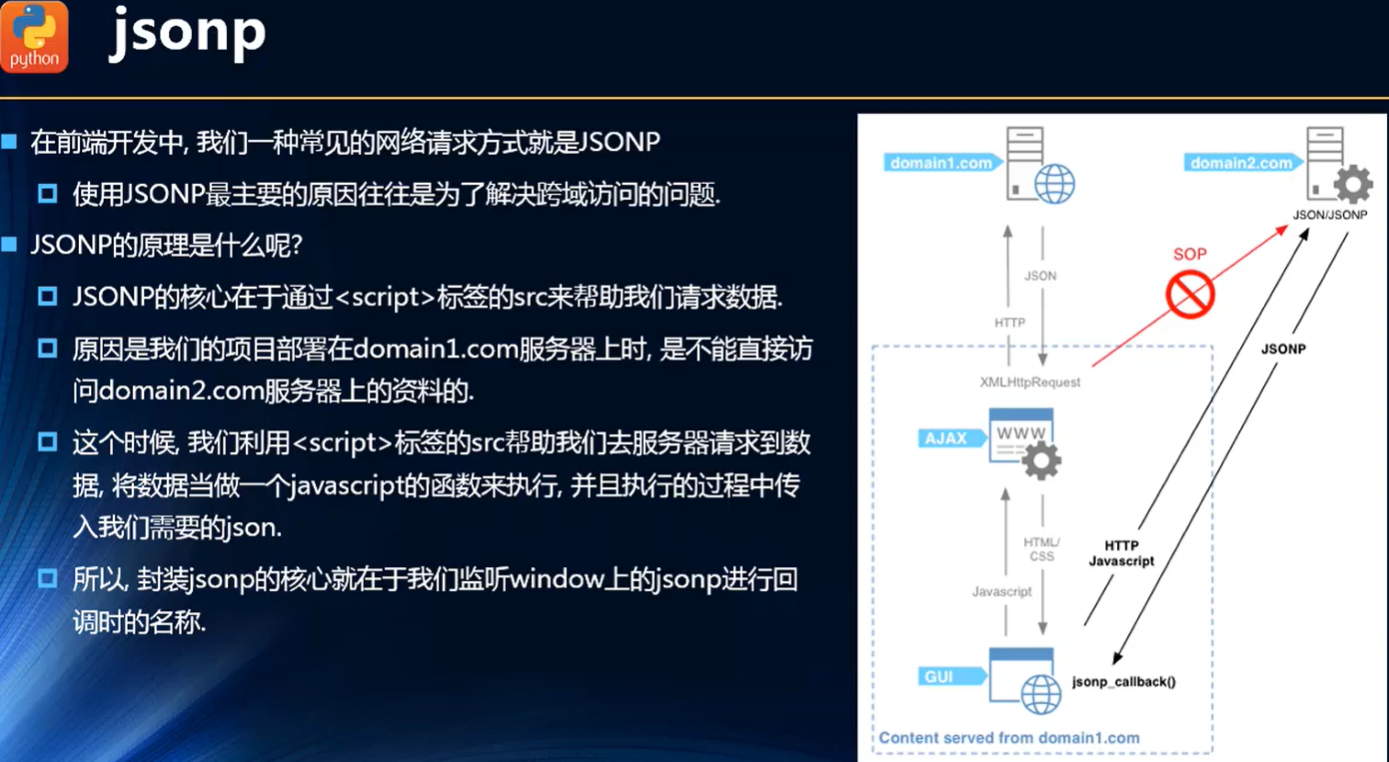 python
jsonp
在前端开发中, 我们一种常见的网络请求方式就是JSONP
使用JSONP最主要的原因往往是为了解决跨域访问的问题.
JSONP的原理是什么呢?
JSONP的核心在于通过<script>标签的src来帮助我们请求数据.
原因是我们的项目部署在domain1.com服务器上时, 是不能直接访
问domain2.com服务器上的资料的.
这个时候, 我们利用<script>标签的src帮助我们去服务器请求到数
据, 将数据当做一个javascript的函数来执行, 并且执行的过程中传
入我们需要的json.
所以, 封装jsonp的核心就在于我们监听window上的jsonp进行回
调时的名称.
domain1.com
domain2.com
JSON/JSONP
SOP
JSON
HTTP
JSONP
XMLHttpRequest
WWW
AJAX
HTML/
CSS
HTTP
Javascript
Javascript
GUI
jsonp_callback()
Content served from domain1.com